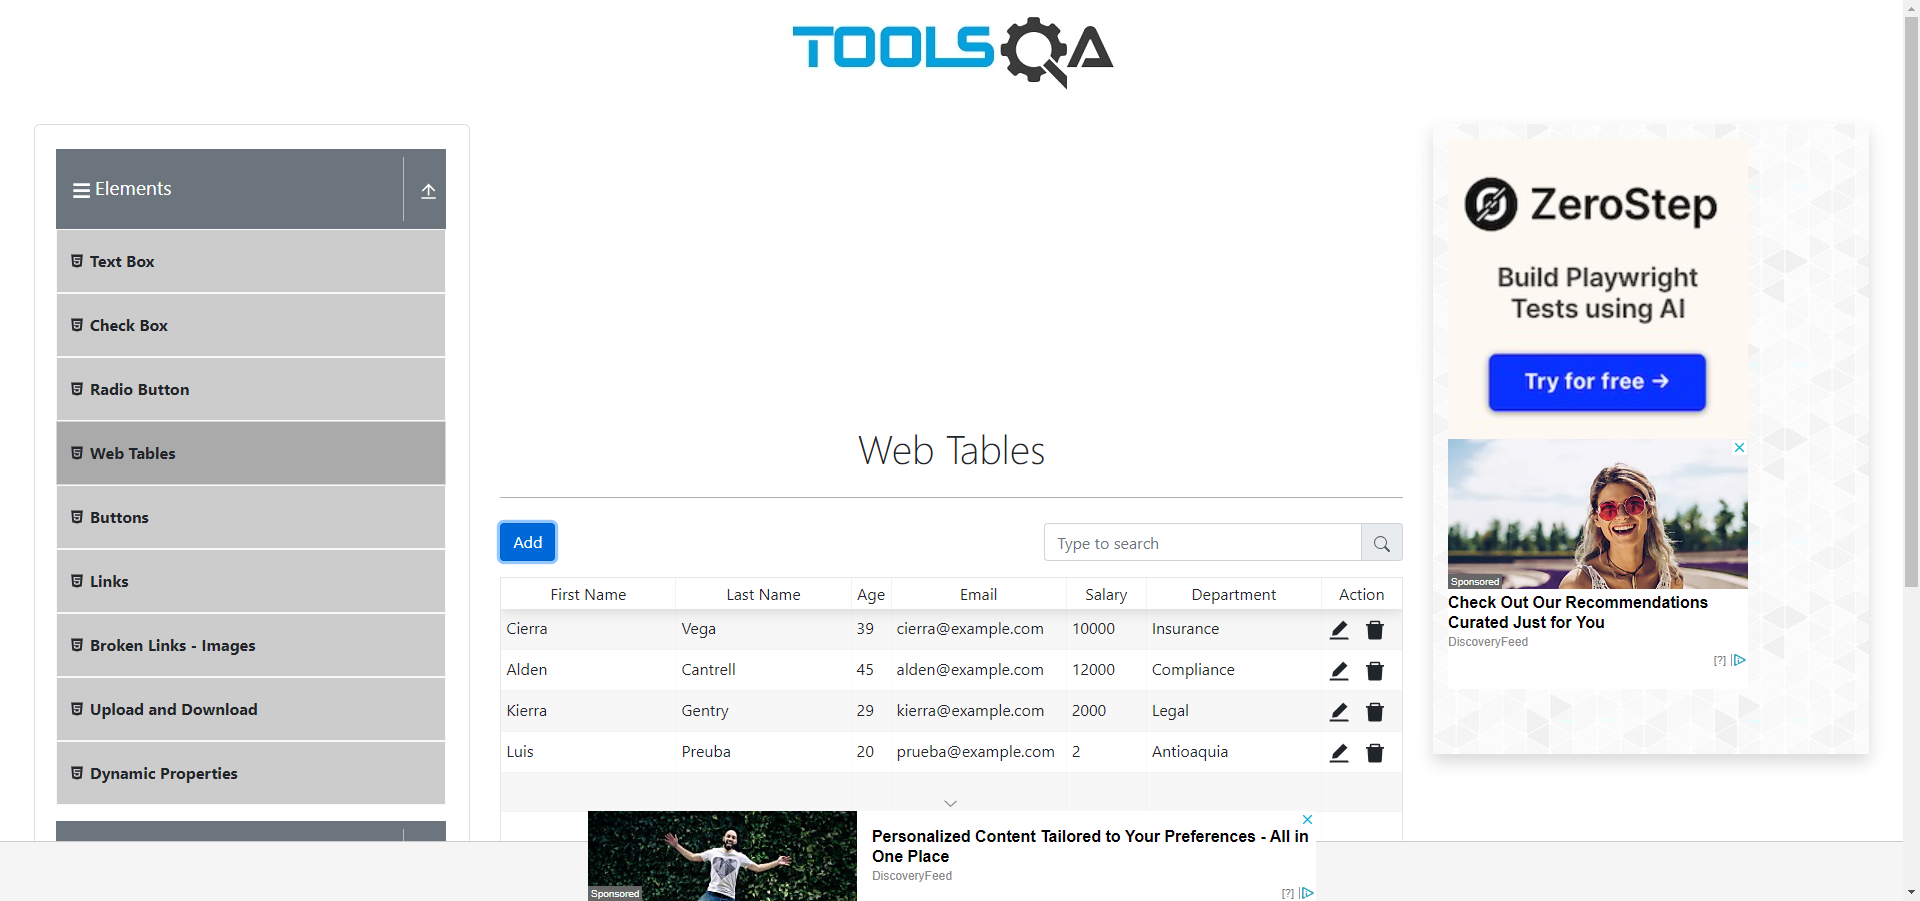 TOOLSQA
Elements
Text Box
Check Box
Radio Button
Web Tables
Buttons
Links
Broken Links - Images
Upload and Download
Dynamic Properties
Web Tables
Add
Type to search
First Name Last Name Age Email Salary Department Action
Cierra Vega 39 cierra@example.com 10000 Insurance
Alden Cantrell 45 alden@example.com 12000 Compliance
Kierra Gentry 29 kierra@example.com 2000 Legal
Luis Preuba 20 prueba@example.com 2 Antioaquia
ZeroStep
Build Playwright
Tests using AI
Try for free →
Sponsored
Check Out Our Recommendations
Curated Just for You
DiscoveryFeed
[?]
Sponsored
Personalized Content Tailored to Your Preferences - All in
One Place
DiscoveryFeed
[?]